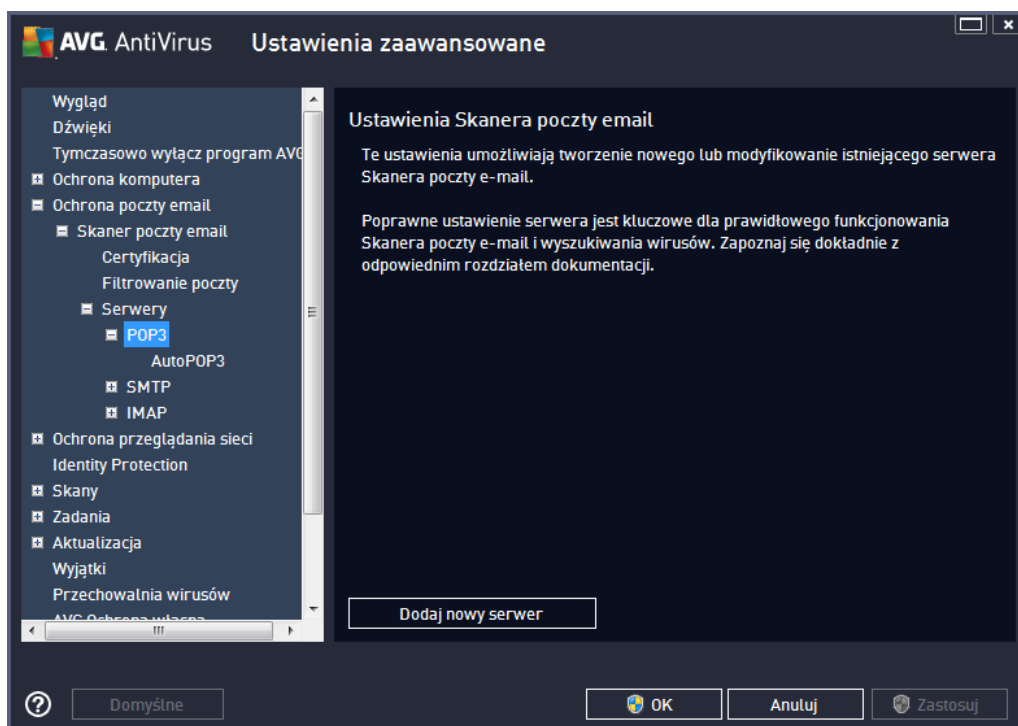 AVG. AntiVirus Ustawienia zaawansowane
Wygląd
Dźwięki
Tymczasowo wyłącz program AVG
Ochrona komputera
Ochrona poczty email
Skaner poczty email
Certyfikacja
Filtrowanie poczty
Serwery
POP3
AutoPOP3
SMTP
IMAP
Ochrona przeglądania sieci
Identity Protection
Skany
Zadania
Aktualizacja
Wyjątki
Przechowalnia wirusów
AVG Ochrona własna
Ustawienia Skanera poczty email
Te ustawienia umożliwiają tworzenie nowego lub modyfikowanie istniejącego serwera
Skanera poczty e-mail.
Poprawne ustawienie serwera jest kluczowe dla prawidłowego funkcjonowania
Skanera poczty e-mail i wyszukiwania wirusów. Zapoznaj się dokładnie z
odpowiednim rozdziałem dokumentacji.
Dodaj nowy serwer
Domyślne
OK
Anuluj
Zastosuj